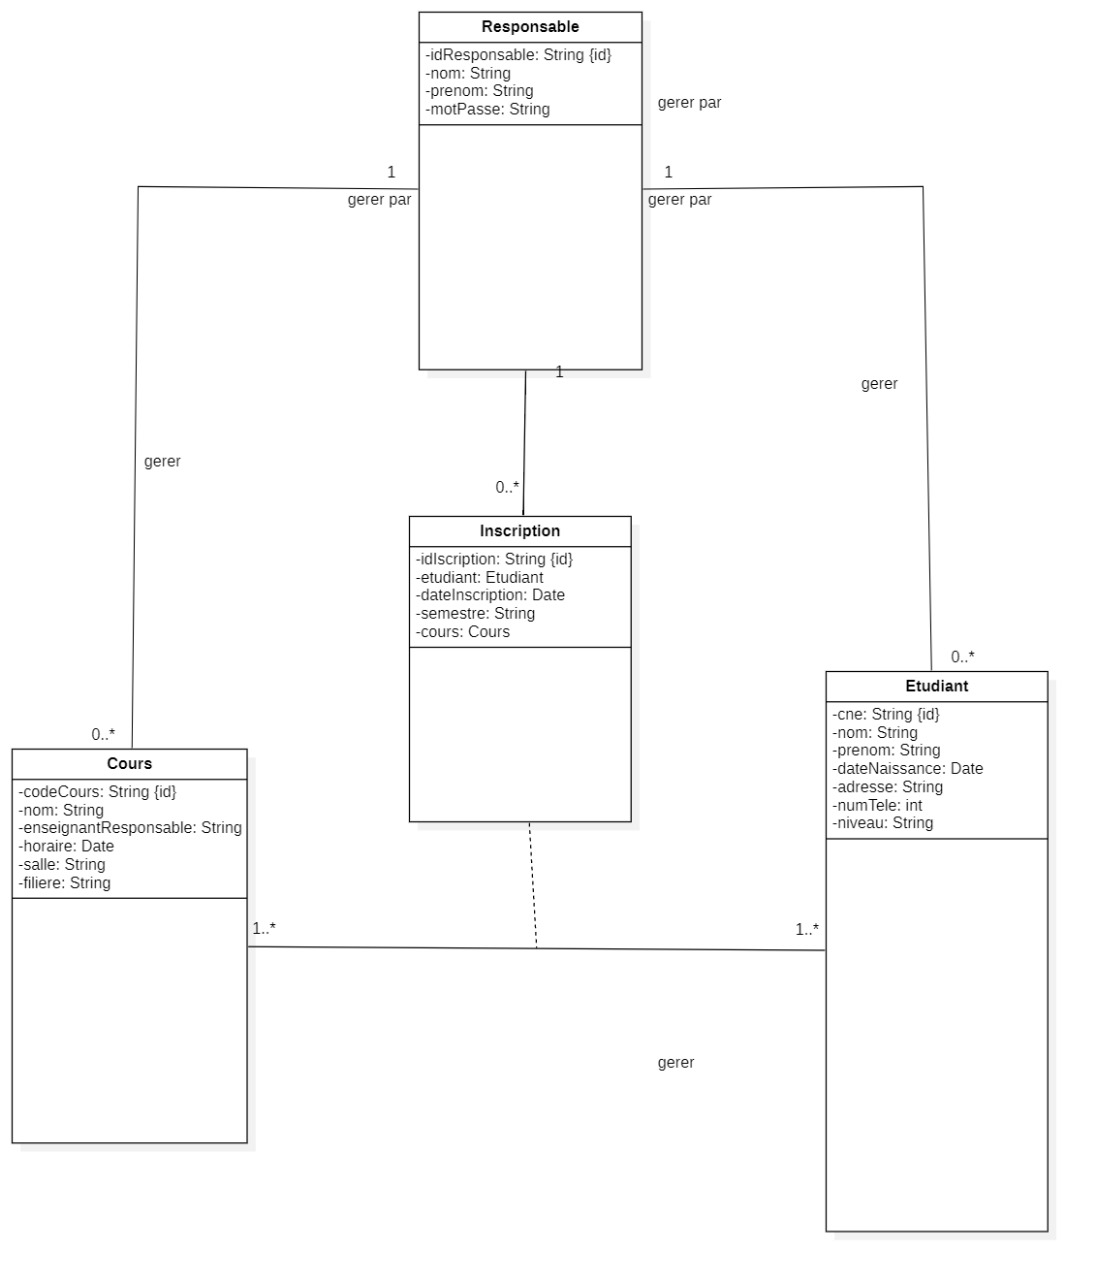 Responsable
-idResponsable: String {id}
-nom: String
-prenom: String
-motPasse: String
gerer par
1
gerer par
1
gerer par
1
gerer
gerer
0..*
Inscription
-idIscription: String {id}
-etudiant: Etudiant
-dateInscription: Date
-semestre: String
-cours: Cours
0..*
Etudiant
-cne: String {id}
-nom: String
-prenom: String
-dateNaissance: Date
-adresse: String
-numTele: int
-niveau: String
0..*
Cours
-codeCours: String {id}
-nom: String
-enseignantResponsable: String
-horaire: Date
-salle: String
-filiere: String
1..*
1..*
gerer